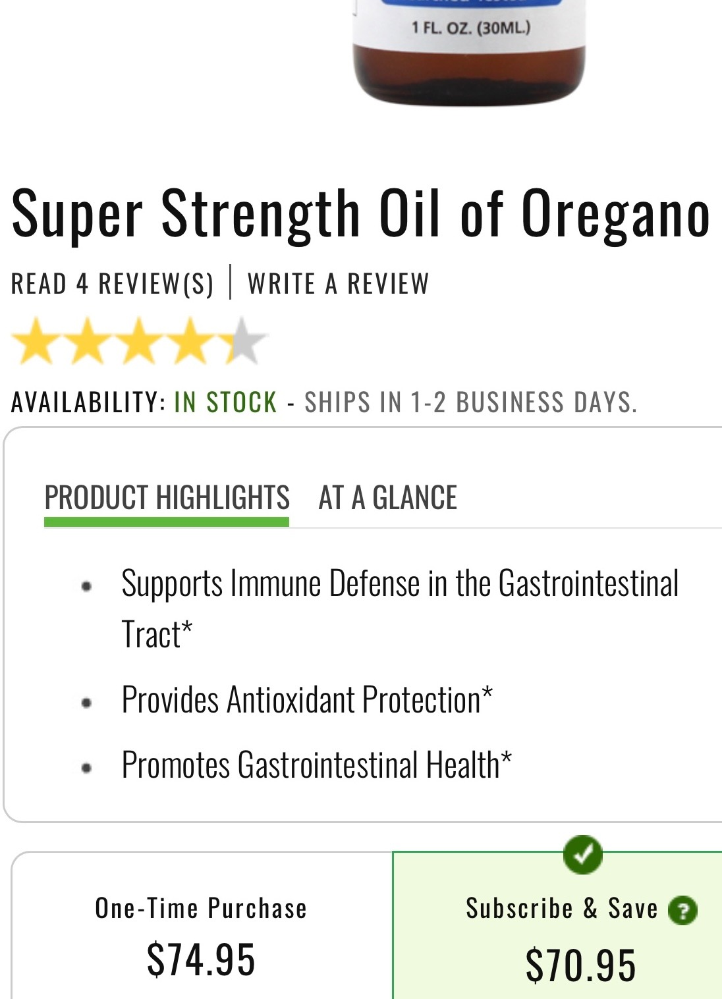 1 FL. OZ. (30ML.)
Super Strength Oil of Oregano
READ 4 REVIEW(S) | WRITE A REVIEW
AVAILABILITY: IN STOCK - SHIPS IN 1-2 BUSINESS DAYS.
PRODUCT HIGHLIGHTS AT A GLANCE
• Supports Immune Defense in the Gastrointestinal
Tract*
• Provides Antioxidant Protection*
• Promotes Gastrointestinal Health*
One-Time Purchase
$74.95
Subscribe & Save ?
$70.95